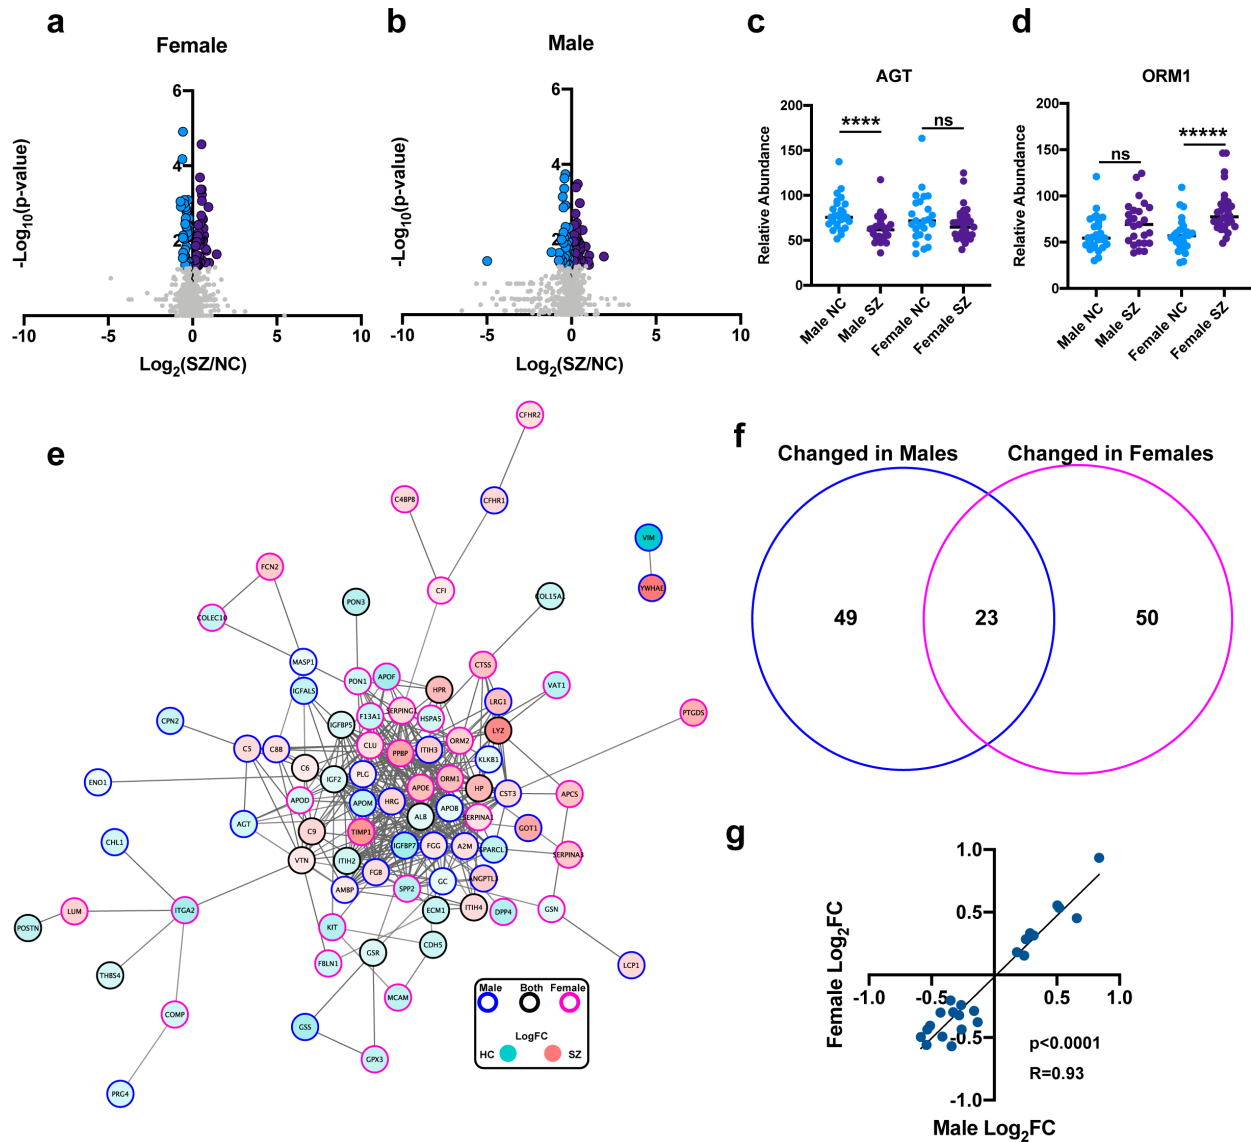 a
Female
6
4
2
-Log10(p-value)
-10
-5
0
5
10
Log2(SZ/NC)
b
Male
6
4
2
-Log10(p-value)
-10
-5
0
5
10
Log2(SZ/NC)
c
AGT
Relative Abundance
200
150
100
50
0
****
ns
Male NC
Male SZ
Female NC
Female SZ
d
ORM1
Relative Abundance
200
150
100
50
0
ns
*****
Male NC
Male SZ
Female NC
Female SZ
e
CFHR2
C4BPB
CFHR1
VIM
YWHAE
FCN2
CFI
COLEC10
PON3
COL15A
MASP1
IGFALS
PON1
APOF
HPR
CTSS
VAT1
LRG1
CPN2
IGFBP5
F13A1
SERPING1
HSPA5
PTGDS
C5
C8B
CLU
PPBP
ITIH3
ORM2
LYZ
KLKB1
ENO1
C6
IGF2
PLG
APOE
ORM1
HP
CST3
APCS
APOD
APOM
HRG
ALB
APOB
SERPINA1
AGT
C9
TIMP1
GOT1
CHL1
VTN
ITIH2
IGFBP7
FGG
A2M
SPARCL1
SERPINA3
FGB
AMBP
SPP2
GC
ANGPTL3
LUM
ITGA2
ECM1
ITIH4
DPP4
GSN
POSTN
KIT
CDH5
THBS4
FBLN1
GSR
LCP1
MCAM
COMP
GSS
GPX3
PRG4
Male
Both
Female
LogFC
HC
SZ
f
Changed in Males
Changed in Females
49
23
50
g
1.0
0.5
-0.5
-1.0
-1.0
-0.5
0.5
1.0
Female Log2FC
p<0.0001
R=0.93
Male Log2FC